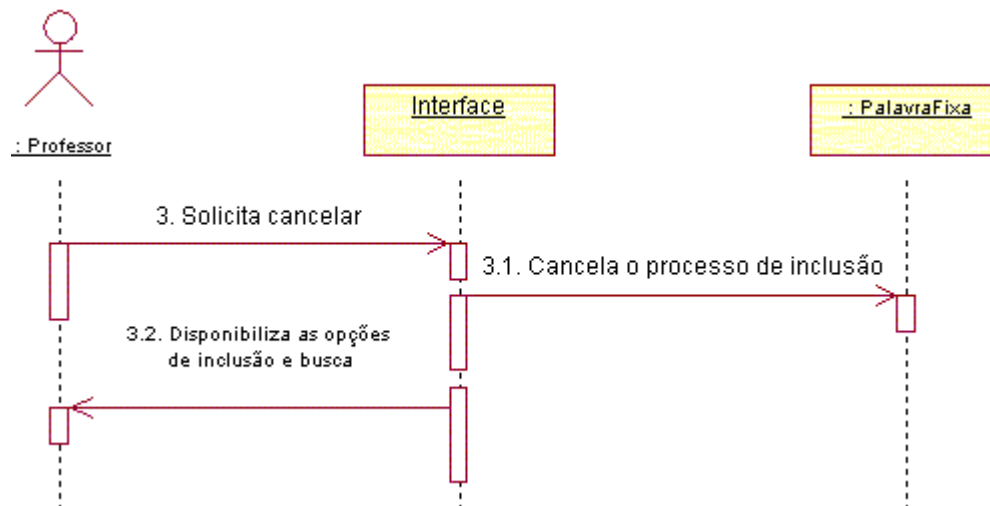 Interface
: PalavraFixa
: Professor
3. Solicita cancelar
3.1. Cancela o processo de inclusão
3.2. Disponibiliza as opções
de inclusão e busca